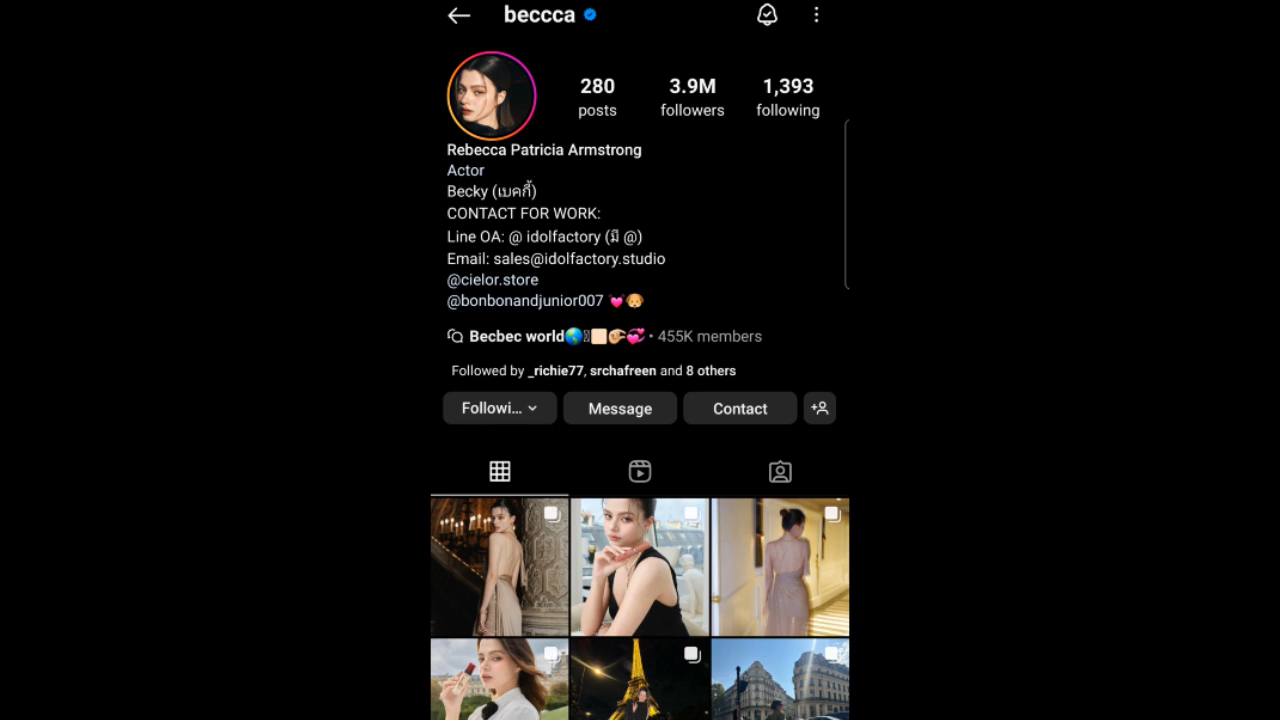 beccca
280 3.9M 1,393
posts followers following
Rebecca Patricia Armstrong
Actor
Becky (เบคกี้)
CONTACT FOR WORK:
Line OA: @ idolfactory (มี @)
Email: sales@idolfactory.studio
@cielor.store
@bonbonandjunior007 💓🐶
Becbec world🌎🏻🫰🏼💞 • 455K members
Followed by _richie77, srchafreen and 8 others
Followi... Message Contact